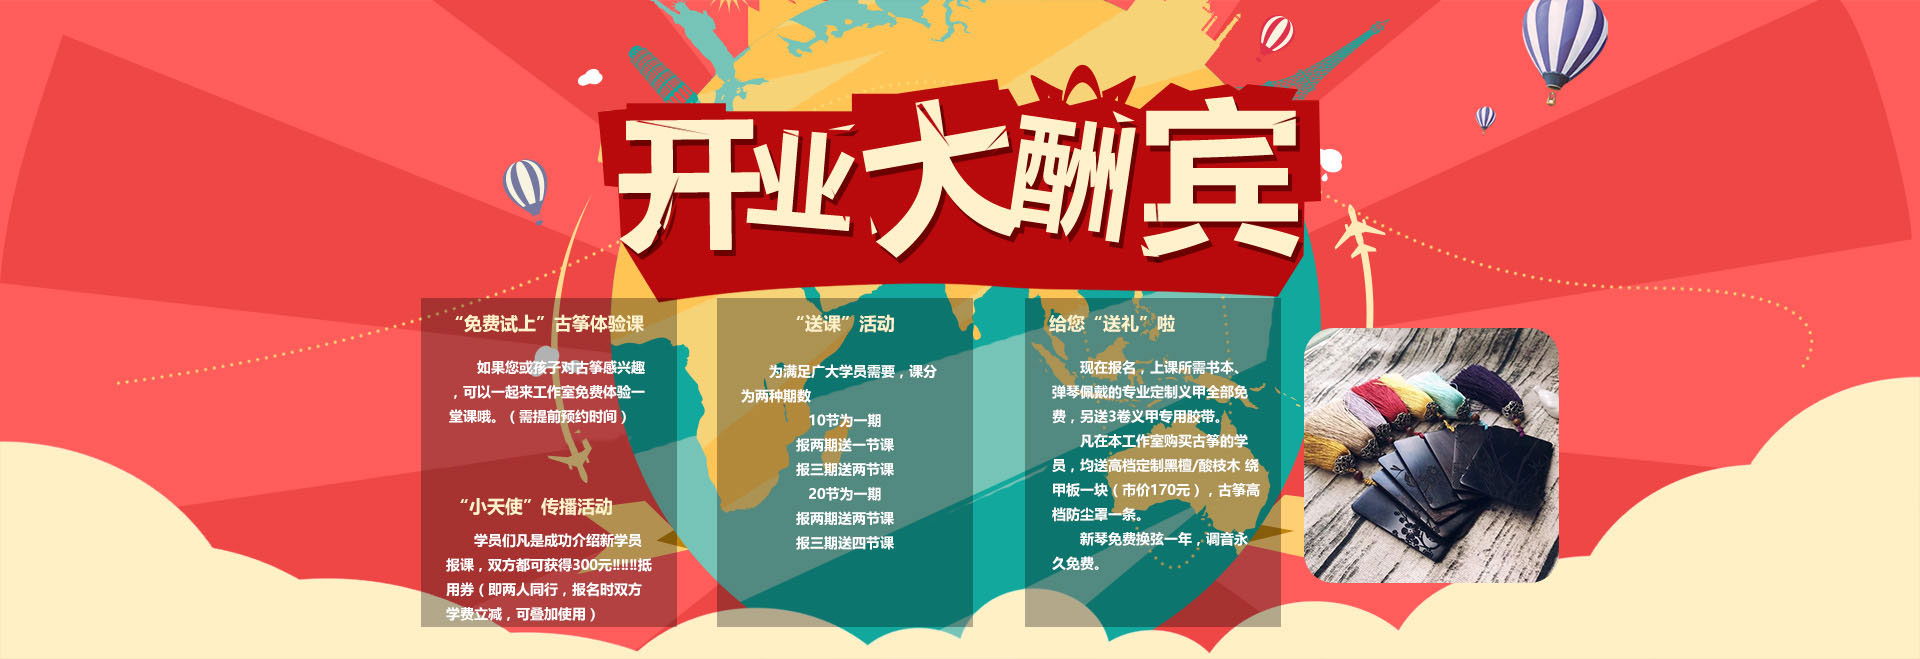 开业大酬宾
“免费试上”古筝体验课
如果您或孩子对古筝感兴趣
，可以一起来工作室免费体验一
堂课哦。（需提前预约时间）
“小天使”传播活动
学员们凡是成功介绍新学员
报课，双方都可获得300元!!!!!!抵
用券（即两人同行，报名时双方
学费立减，可叠加使用）
“送课”活动
为满足广大学员需要，课分
为两种期数
10节为一期
报两期送一节课
报三期送两节课
20节为一期
报两期送两节课
报三期送四节课
给您“送礼”啦
现在报名，上课所需书本、
弹琴佩戴的专业定制义甲全部免
费，另送3卷义甲专用胶带。
凡在本工作室购买古筝的学
员，均送高档定制黑檀/酸枝木 绕
甲板一块（市价170元），古筝高
档防尘罩一条。
新琴免费换弦一年，调音永
久免费。